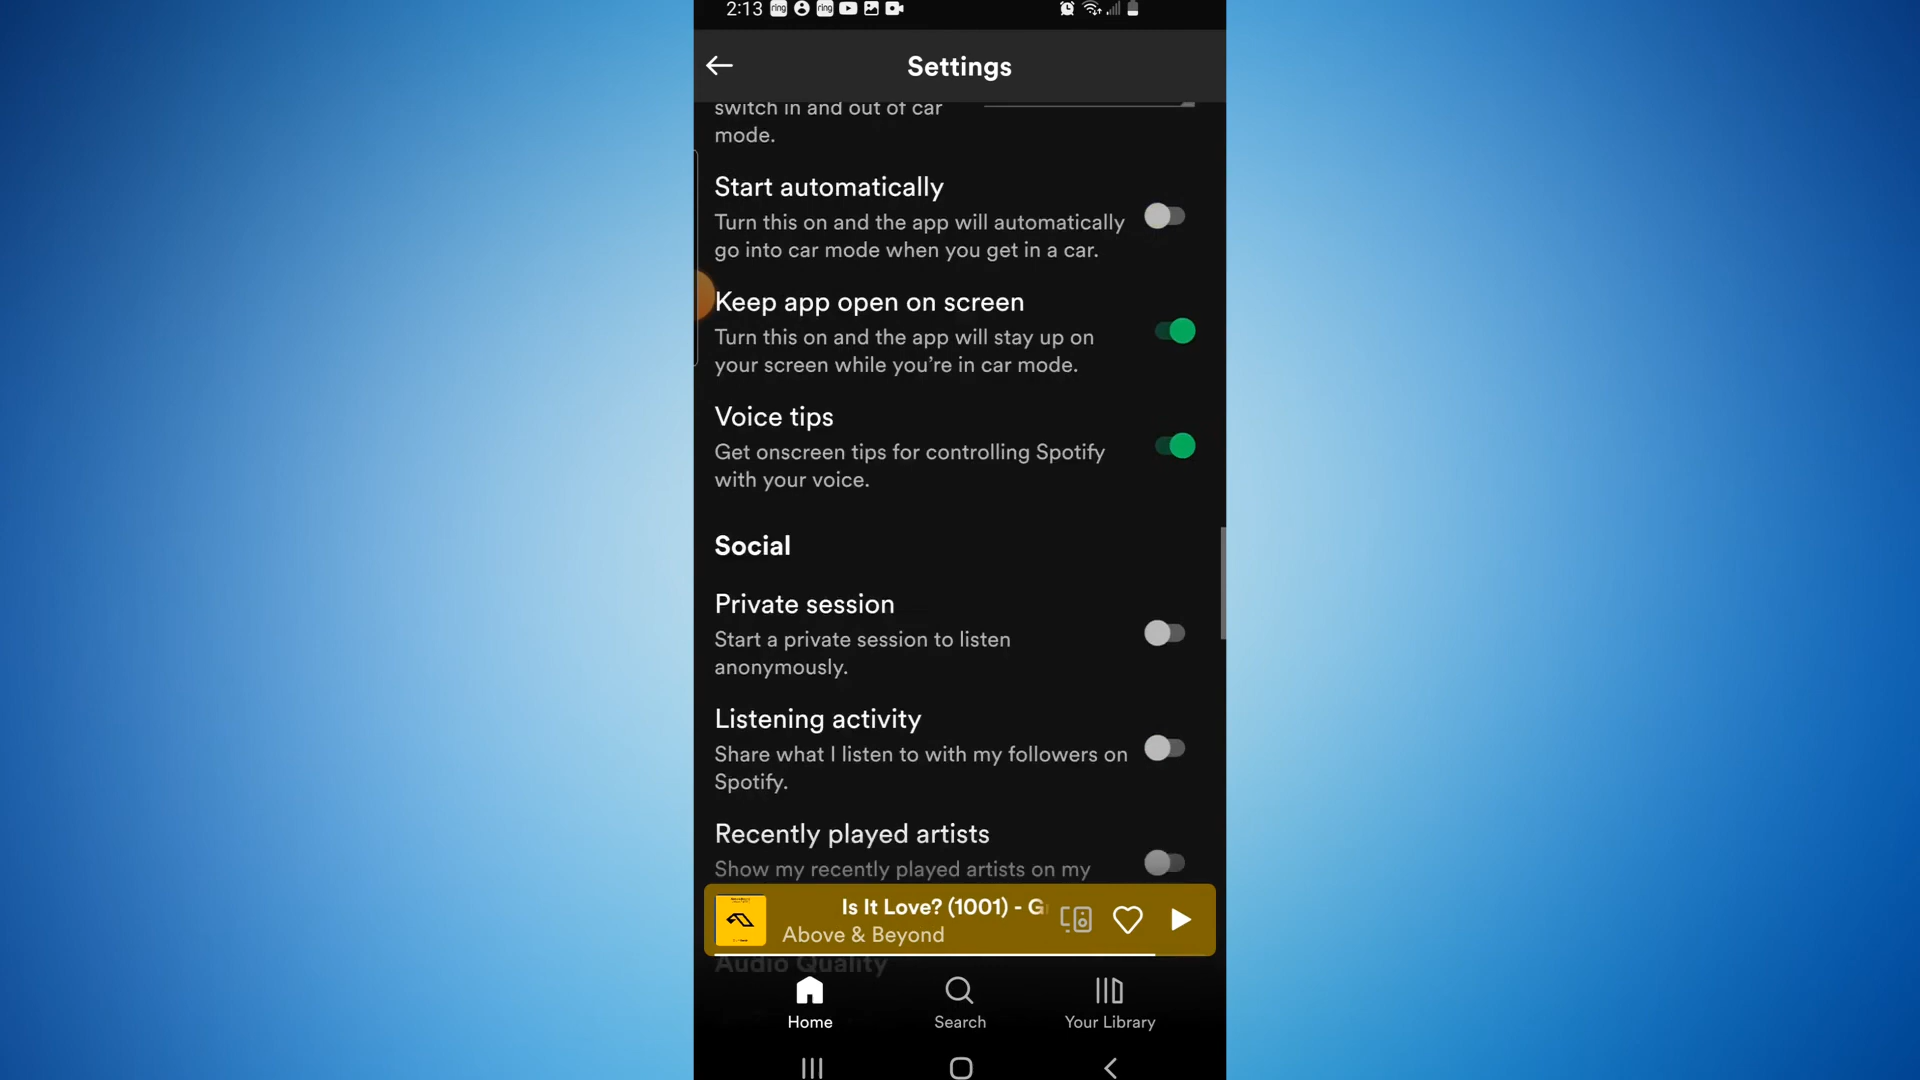 2:13 ring ring
Settings
switch in and out of car
mode.
Start automatically
Turn this on and the app will automatically
go into car mode when you get in a car.
Keep app open on screen
Turn this on and the app will stay up on
your screen while you’re in car mode.
Voice tips
Get onscreen tips for controlling Spotify
with your voice.
Social
Private session
Start a private session to listen
anonymously.
Listening activity
Share what I listen to with my followers on
Spotify.
Recently played artists
Show my recently played artists on my
Is It Love? (1001) - G
Above & Beyond
Audio Quality
Home
Search
Your Library